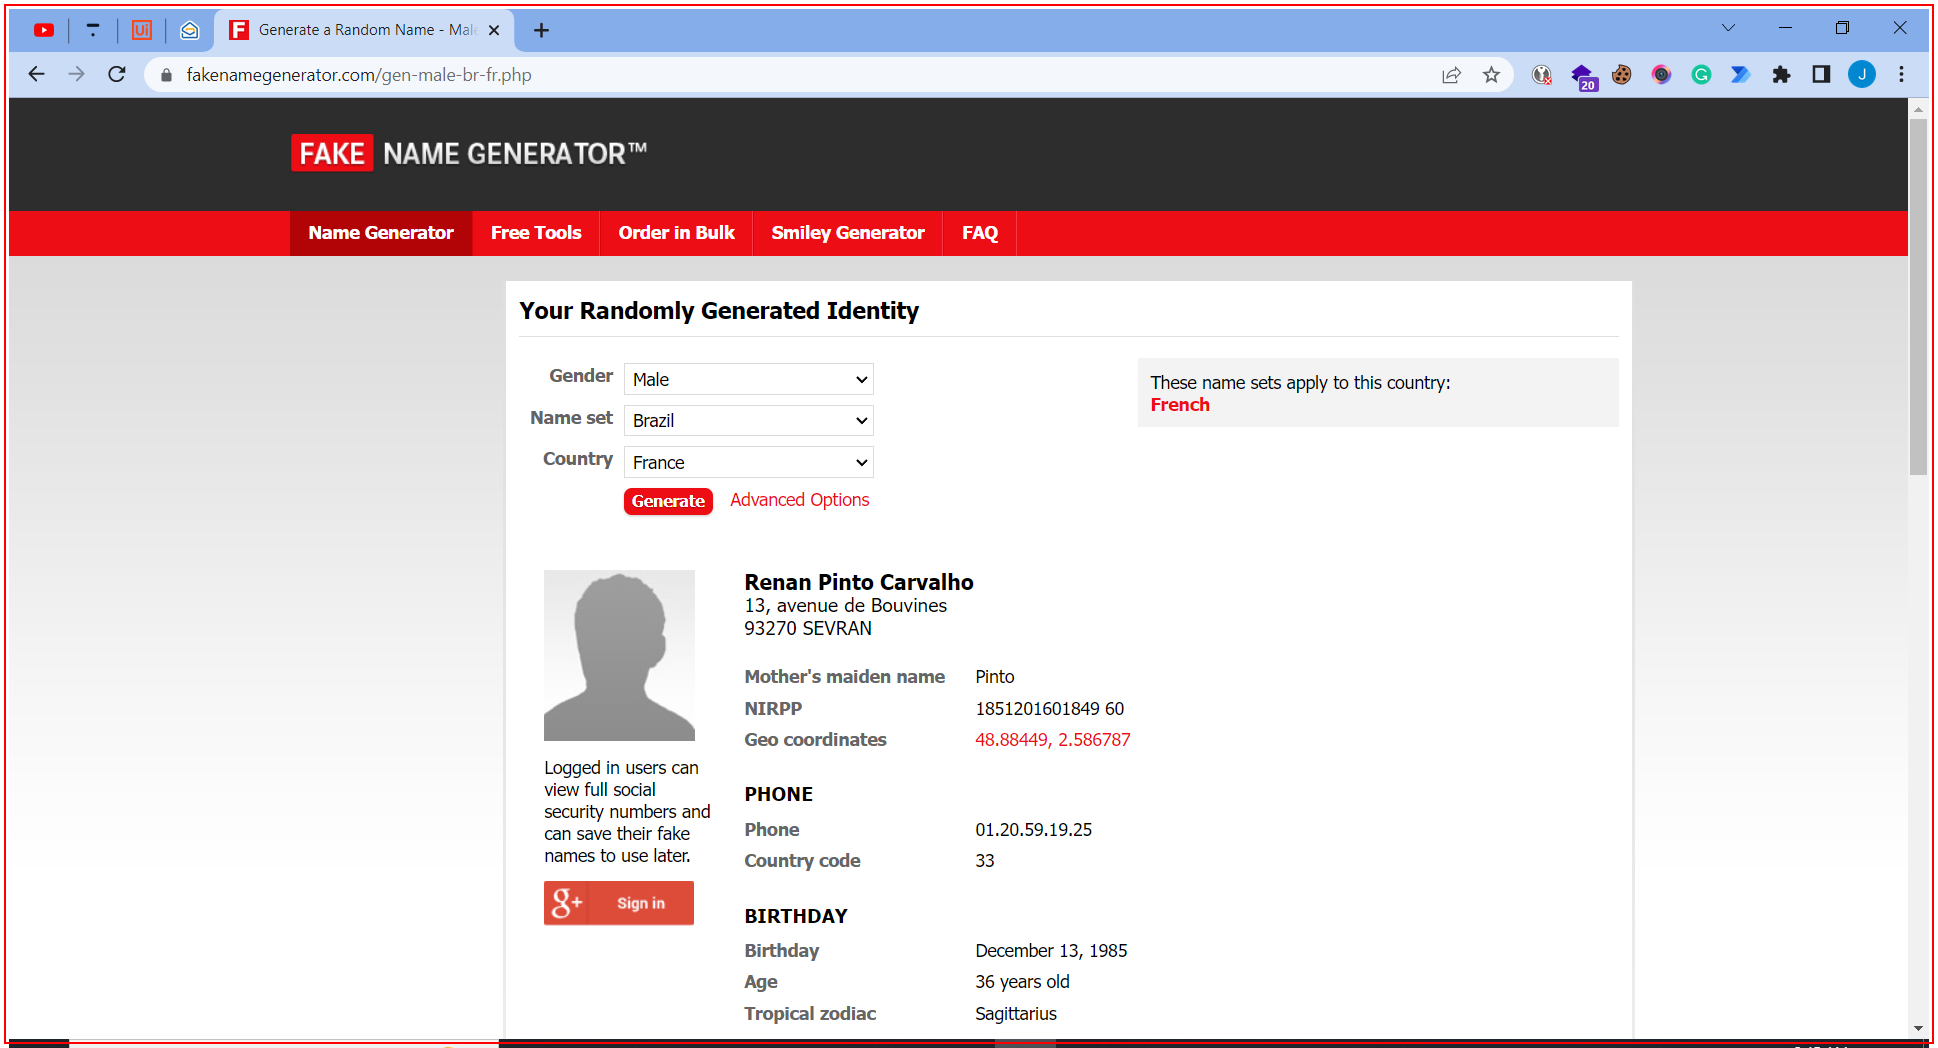 Ui
F Generate a Random Name - Mal
fakenamegenerator.com/gen-male-br-fr.php
20
G
J
FAKE NAME GENERATOR™
Name Generator Free Tools Order in Bulk Smiley Generator FAQ
Your Randomly Generated Identity
Gender Male
Name set Brazil
Country France
Generate Advanced Options
These name sets apply to this country:
French
Renan Pinto Carvalho
13, avenue de Bouvines
93270 SEVRAN
Mother's maiden name Pinto
NIRPP 1851201601849 60
Geo coordinates 48.88449, 2.586787
Logged in users can
view full social
security numbers and
can save their fake
names to use later.
g+ Sign in
PHONE
Phone 01.20.59.19.25
Country code 33
BIRTHDAY
Birthday December 13, 1985
Age 36 years old
Tropical zodiac Sagittarius